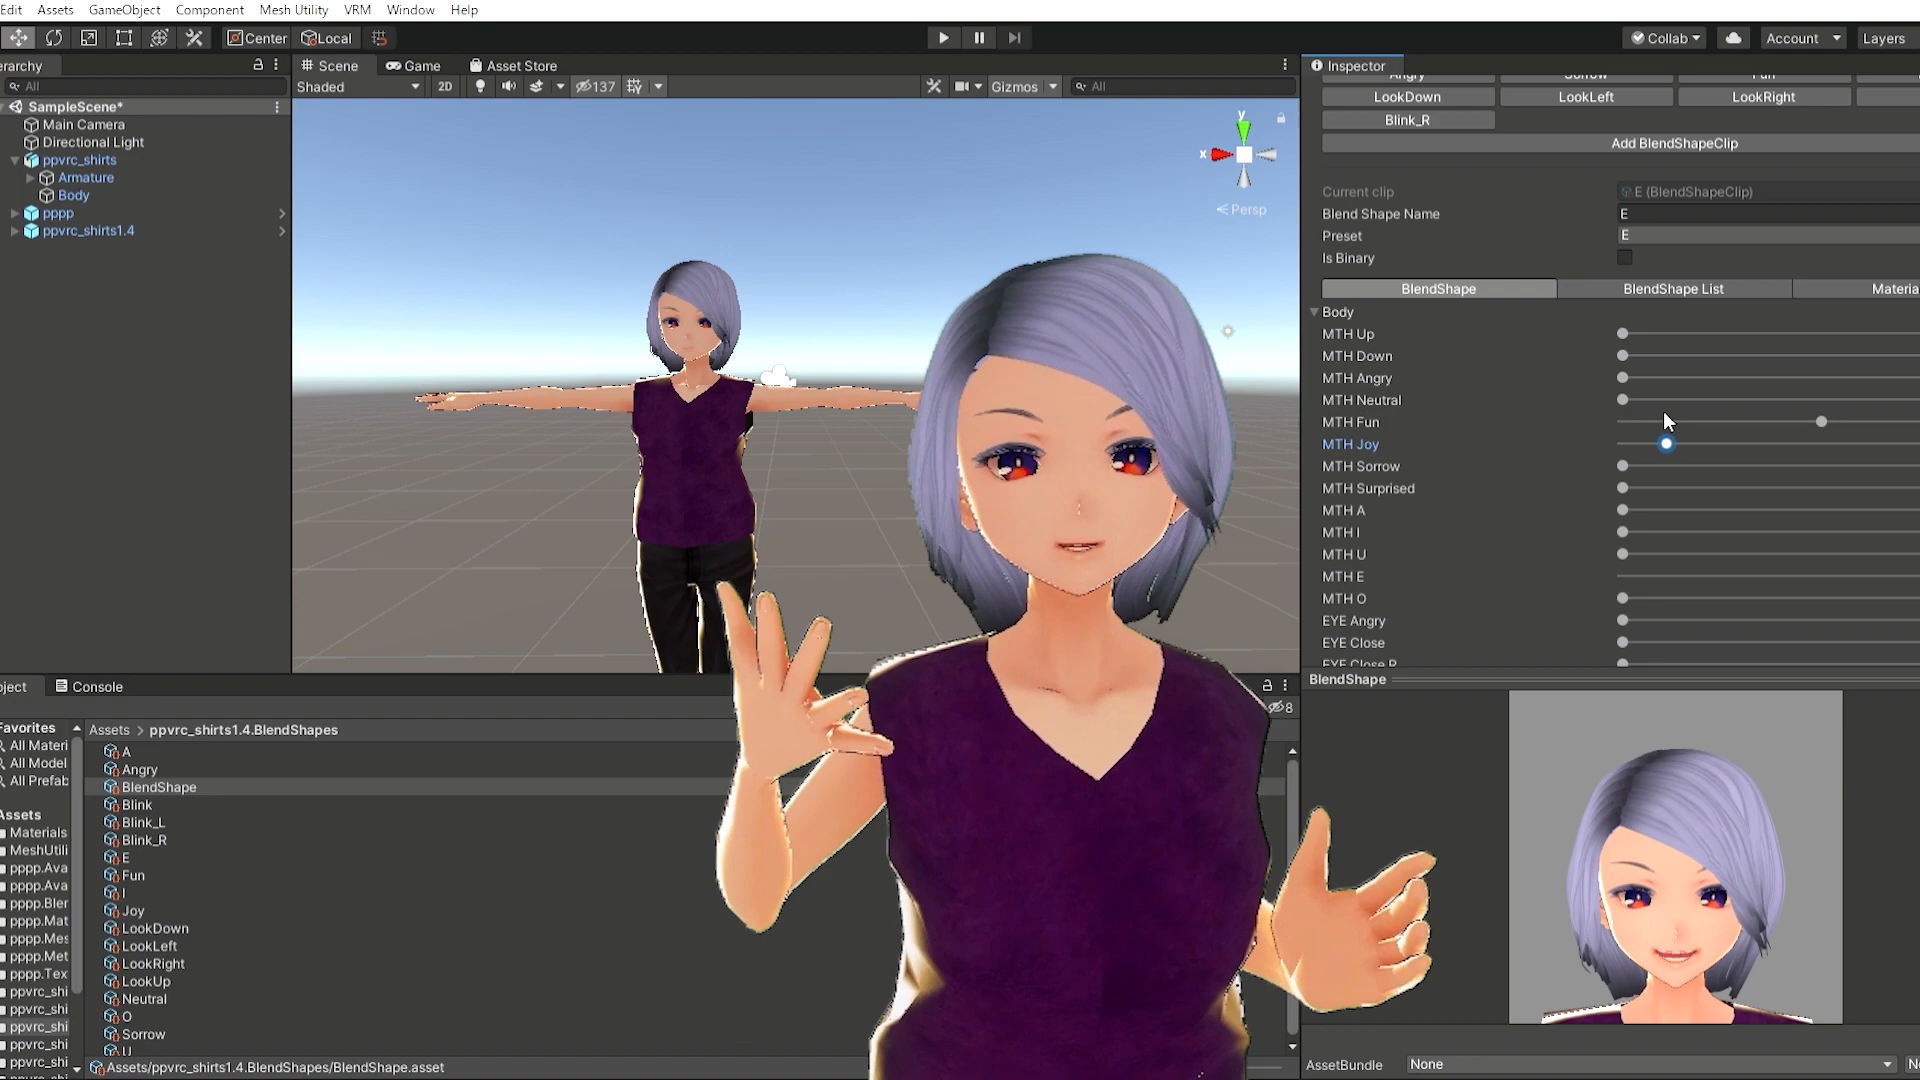 Edit Assets GameObject Component Mesh Utility VRM Window Help
Center Local
Collab Account Layers
erarchy
All
SampleScene*
Main Camera
Directional Light
ppvrc_shirts
Armature
Body
pppp
ppvrc_shirts1.4
Scene Game Asset Store
Shaded 2D 137 Gizmos All
y
x
Persp
Inspector
Angry Sorrow Fun
LookDown LookLeft LookRight
Blink_R
Add BlendShapeClip
Current clip E (BlendShapeClip)
Blend Shape Name E
Preset E
Is Binary
BlendShape BlendShape List Materia
Body
MTH Up
MTH Down
MTH Angry
MTH Neutral
MTH Fun
MTH Joy
MTH Sorrow
MTH Surprised
MTH A
MTH I
MTH U
MTH E
MTH O
EYE Angry
EYE Close
EYE Close R
BlendShape
AssetBundle None
oject Console
8
Favorites
All Materi
All Model
All Prefab
Assets
Materials
MeshUtili
pppp.Ava
pppp.Ava
pppp.Bler
pppp.Mat
pppp.Mes
pppp.Met
pppp.Tex
ppvrc_shi
ppvrc_shi
ppvrc_shi
ppvrc_shi
ppvrc_shi
Assets > ppvrc_shirts1.4.BlendShapes
A
Angry
BlendShape
Blink
Blink_L
Blink_R
E
Fun
I
Joy
LookDown
LookLeft
LookRight
LookUp
Neutral
O
Sorrow
U
Assets/ppvrc_shirts1.4.BlendShapes/BlendShape.asset